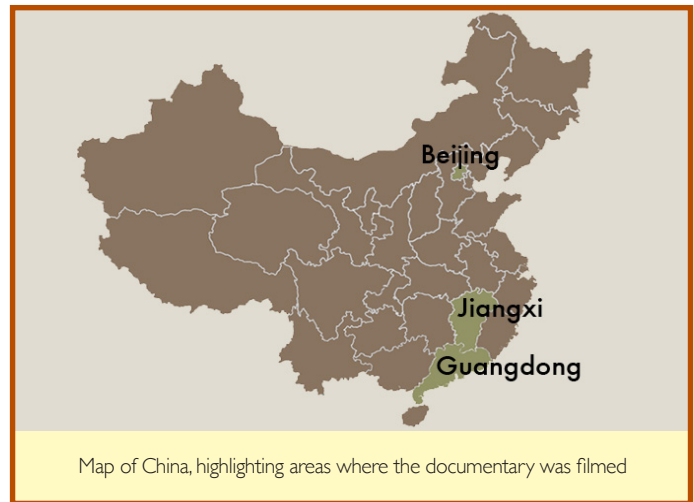 Beijing
Jiangxi
Guangdong
Map of China, highlighting areas where the documentary was filmed